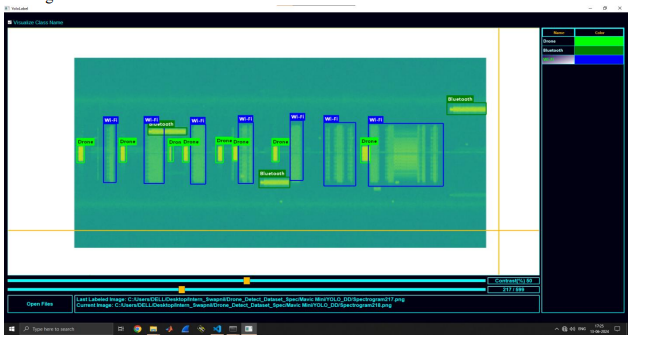 YoloLabel
Visualize Class Name
Name Color
Drone
Bluetooth
Wi-Fi
Bluetooth
Wi-Fi Wi-Fi Wi-Fi Wi-Fi Wi-Fi Wi-Fi Wi-Fi
Bluetooth
Drone Drone Drone Drone Drone Drone Drone Drone
Bluetooth
Contrast(%) 50
217 / 599
Open Files
Last Labeled Image: C:/Users/DELL/Desktop/Intern_Swapnil/Drone_Detect_Dataset_Spec/Mavic Mini/YOLO_DD/Spectrogram217.png
Current Image: C:/Users/DELL/Desktop/Intern_Swapnil/Drone_Detect_Dataset_Spec/Mavic Mini/YOLO_DD/Spectrogram218.png
Type here to search
ENG
17:25
13-06-2024